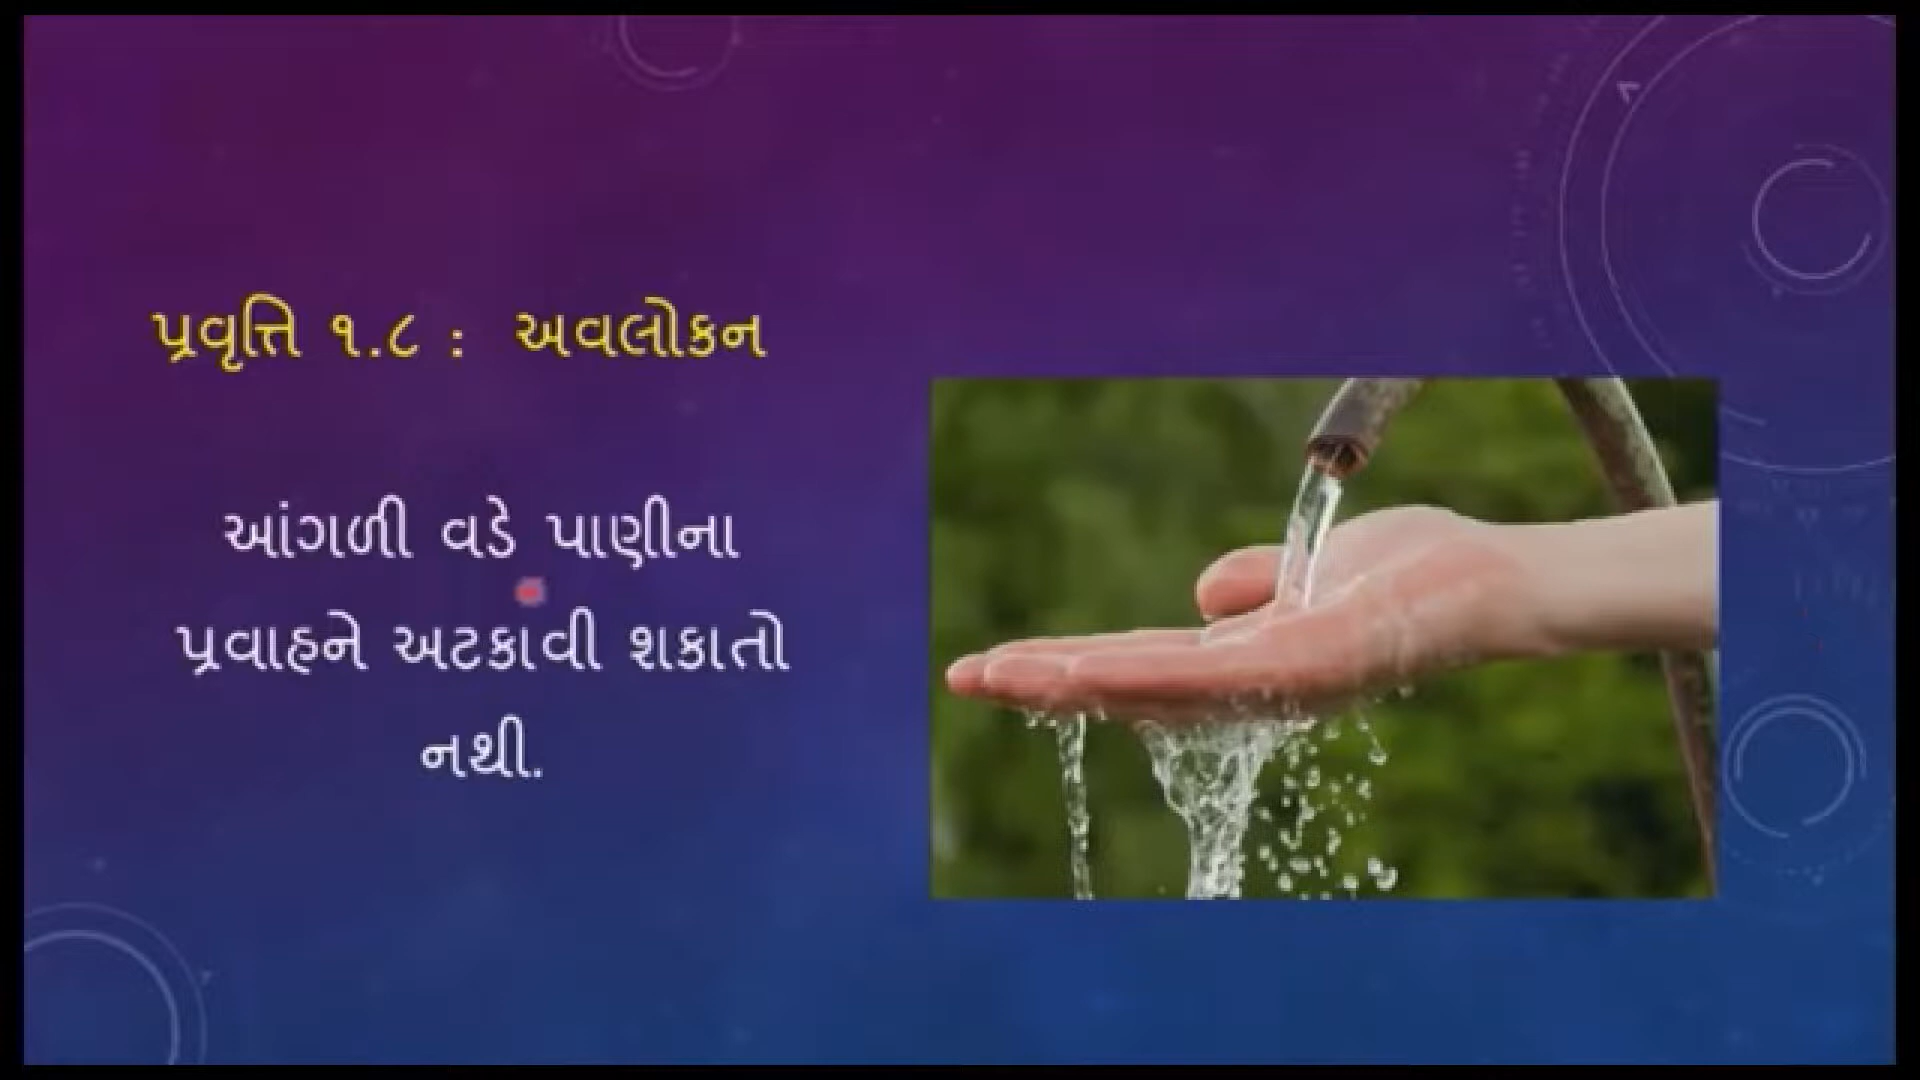 પ્રવૃત્તિ ૧.૮ : અવલોકન
આંગળી વડે પાણીના
પ્રવાહને અટકાવી શકાતો
નથી.